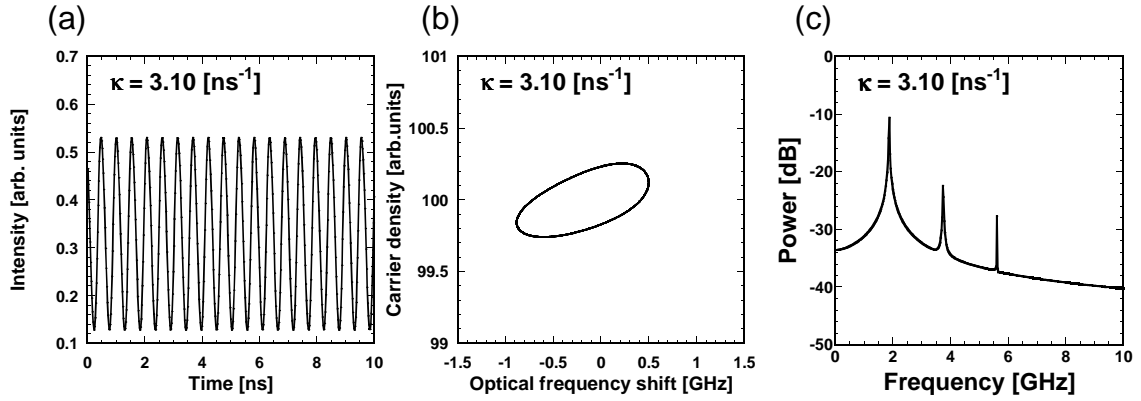 (a)
κ = 3.10 [ns-1]
Intensity [arb. units]
0.7
0.6
0.5
0.4
0.3
0.2
0.1
0 2 4 6 8 10
Time [ns]
(b)
κ = 3.10 [ns-1]
Carrier density [arb.units]
101
100.5
100
99.5
99
-1.5 -1 -0.5 0 0.5 1 1.5
Optical frequency shift [GHz]
(c)
κ = 3.10 [ns-1]
Power [dB]
0
-10
-20
-30
-40
-50
0 2 4 6 8 10
Frequency [GHz]